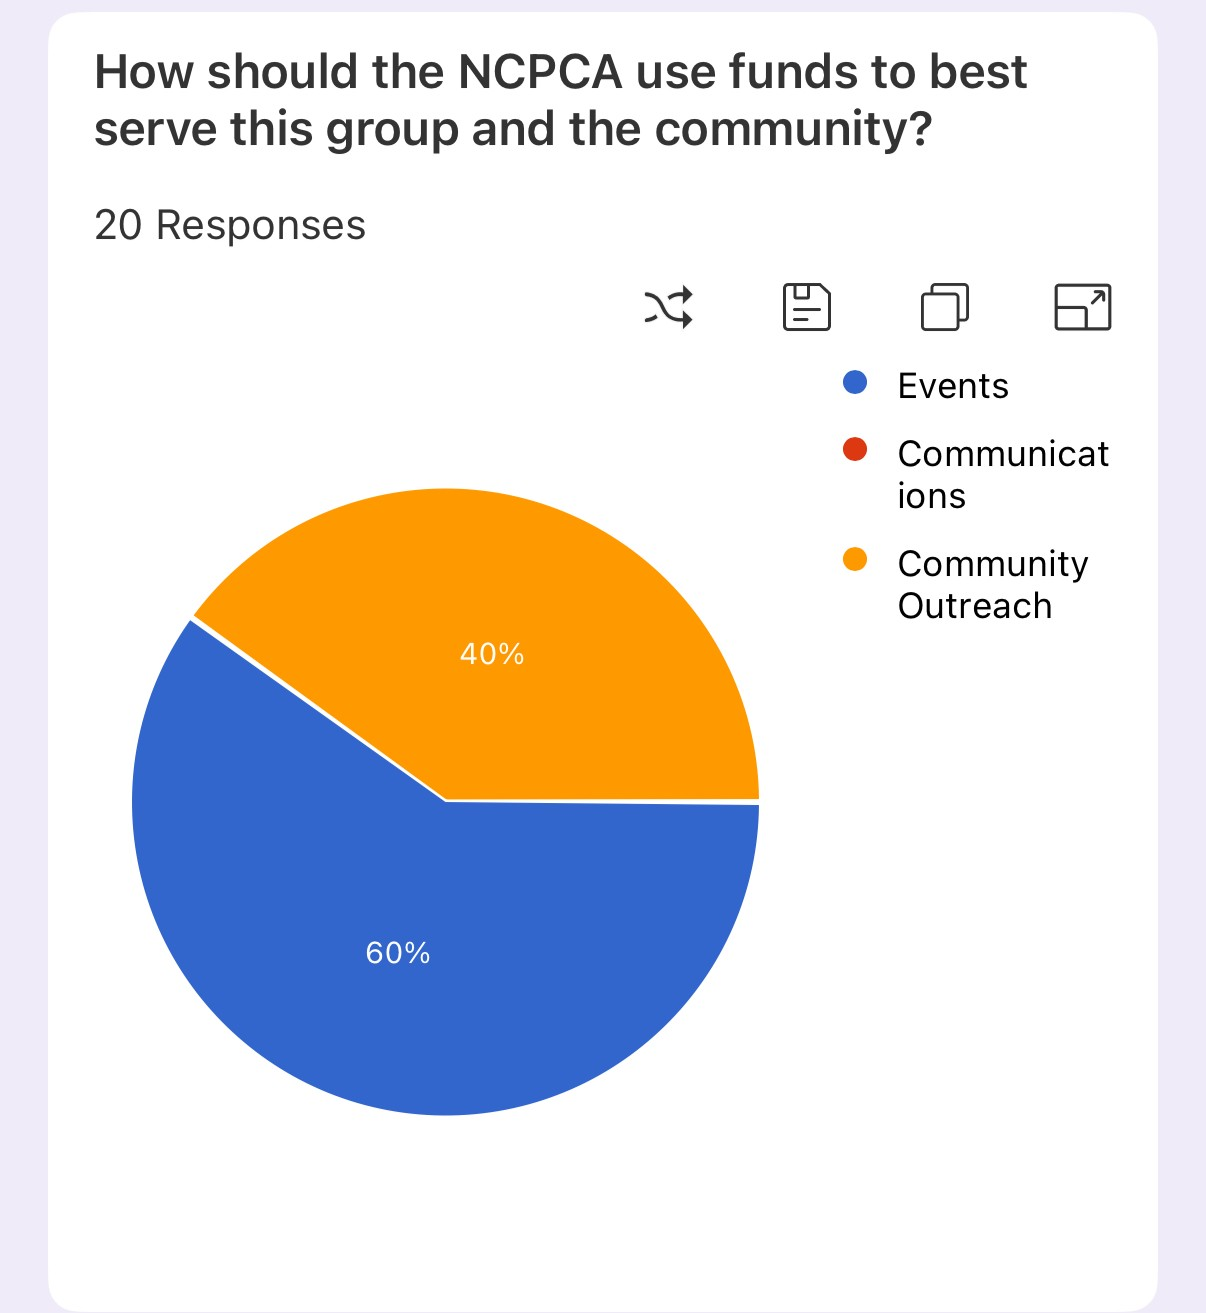 How should the NCPCA use funds to best
serve this group and the community?
20 Responses
Events
Communicat
ions
Community
Outreach
40%
60%